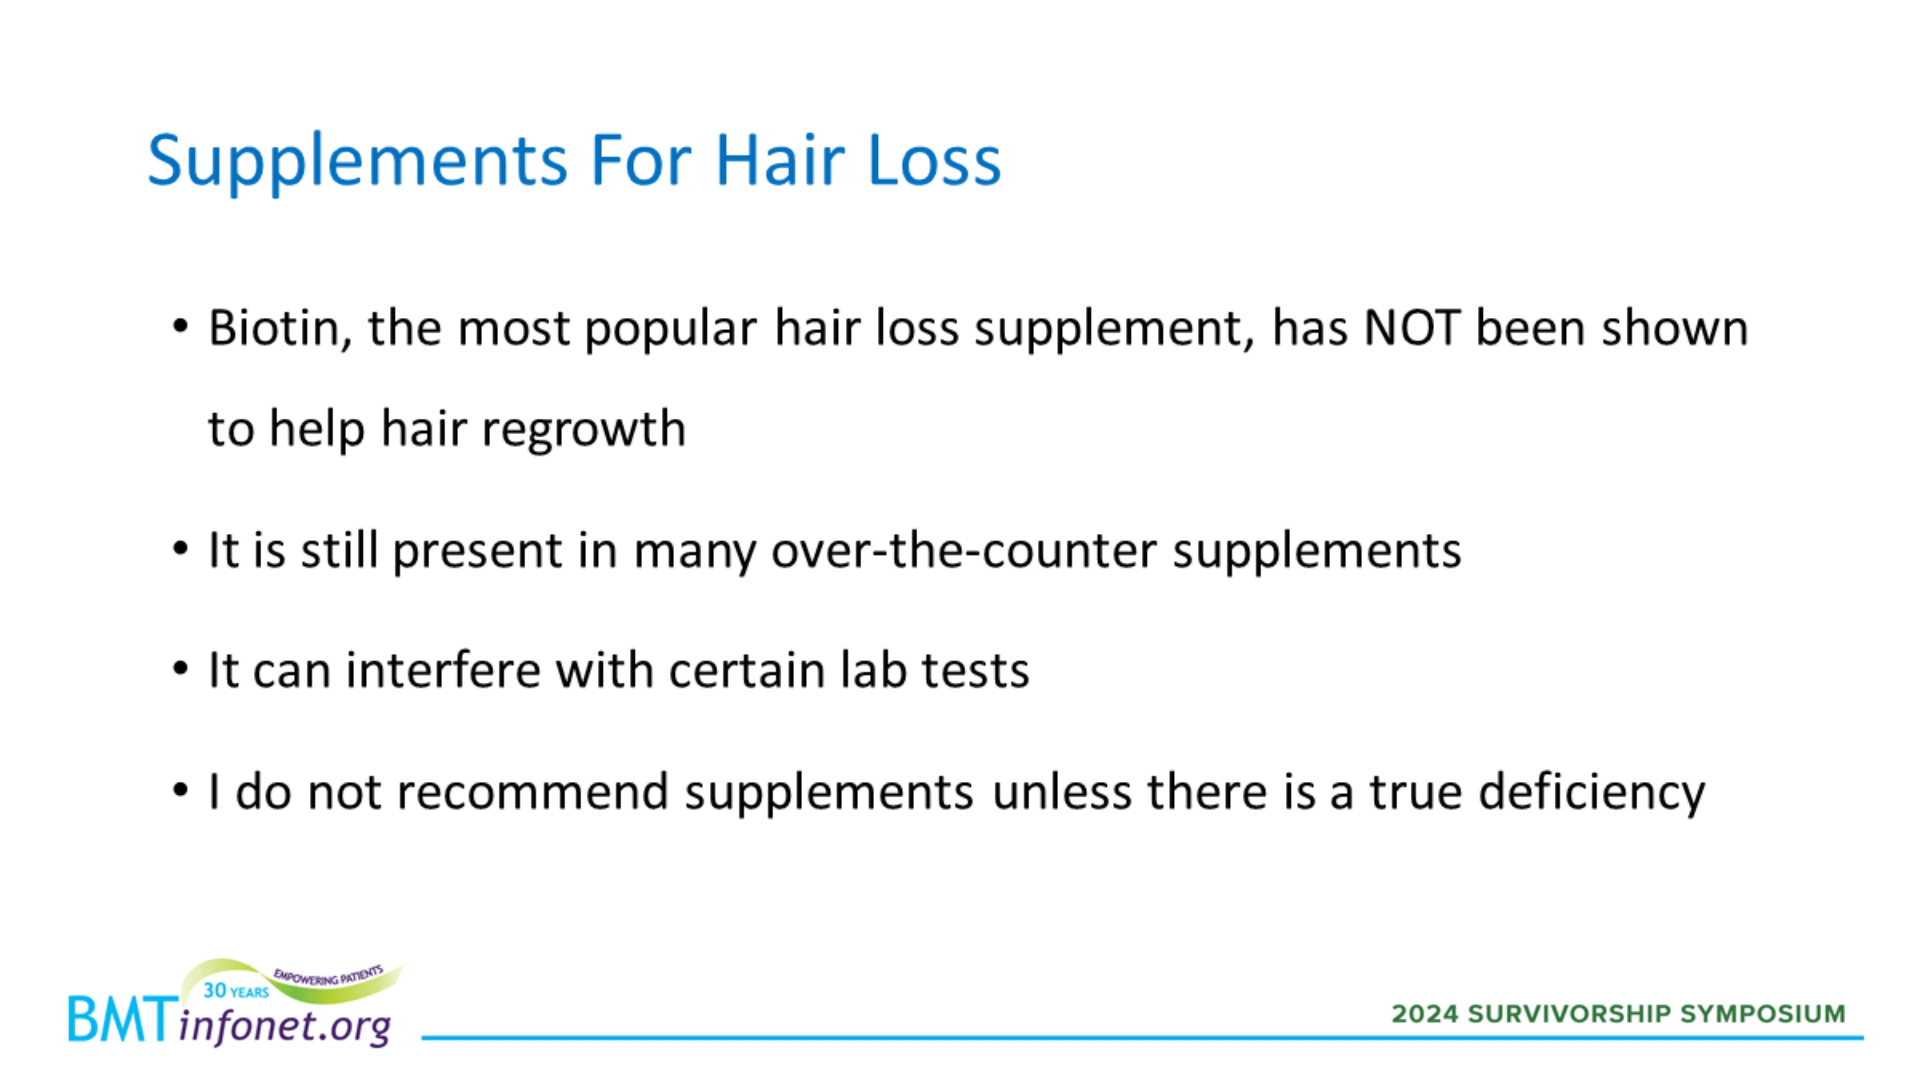 Supplements For Hair Loss
• Biotin, the most popular hair loss supplement, has NOT been shown
to help hair regrowth
• It is still present in many over-the-counter supplements
• It can interfere with certain lab tests
• I do not recommend supplements unless there is a true deficiency
EMPOWERING PATIENTS
30 YEARS
BMTinfonet.org
2024 SURVIVORSHIP SYMPOSIUM